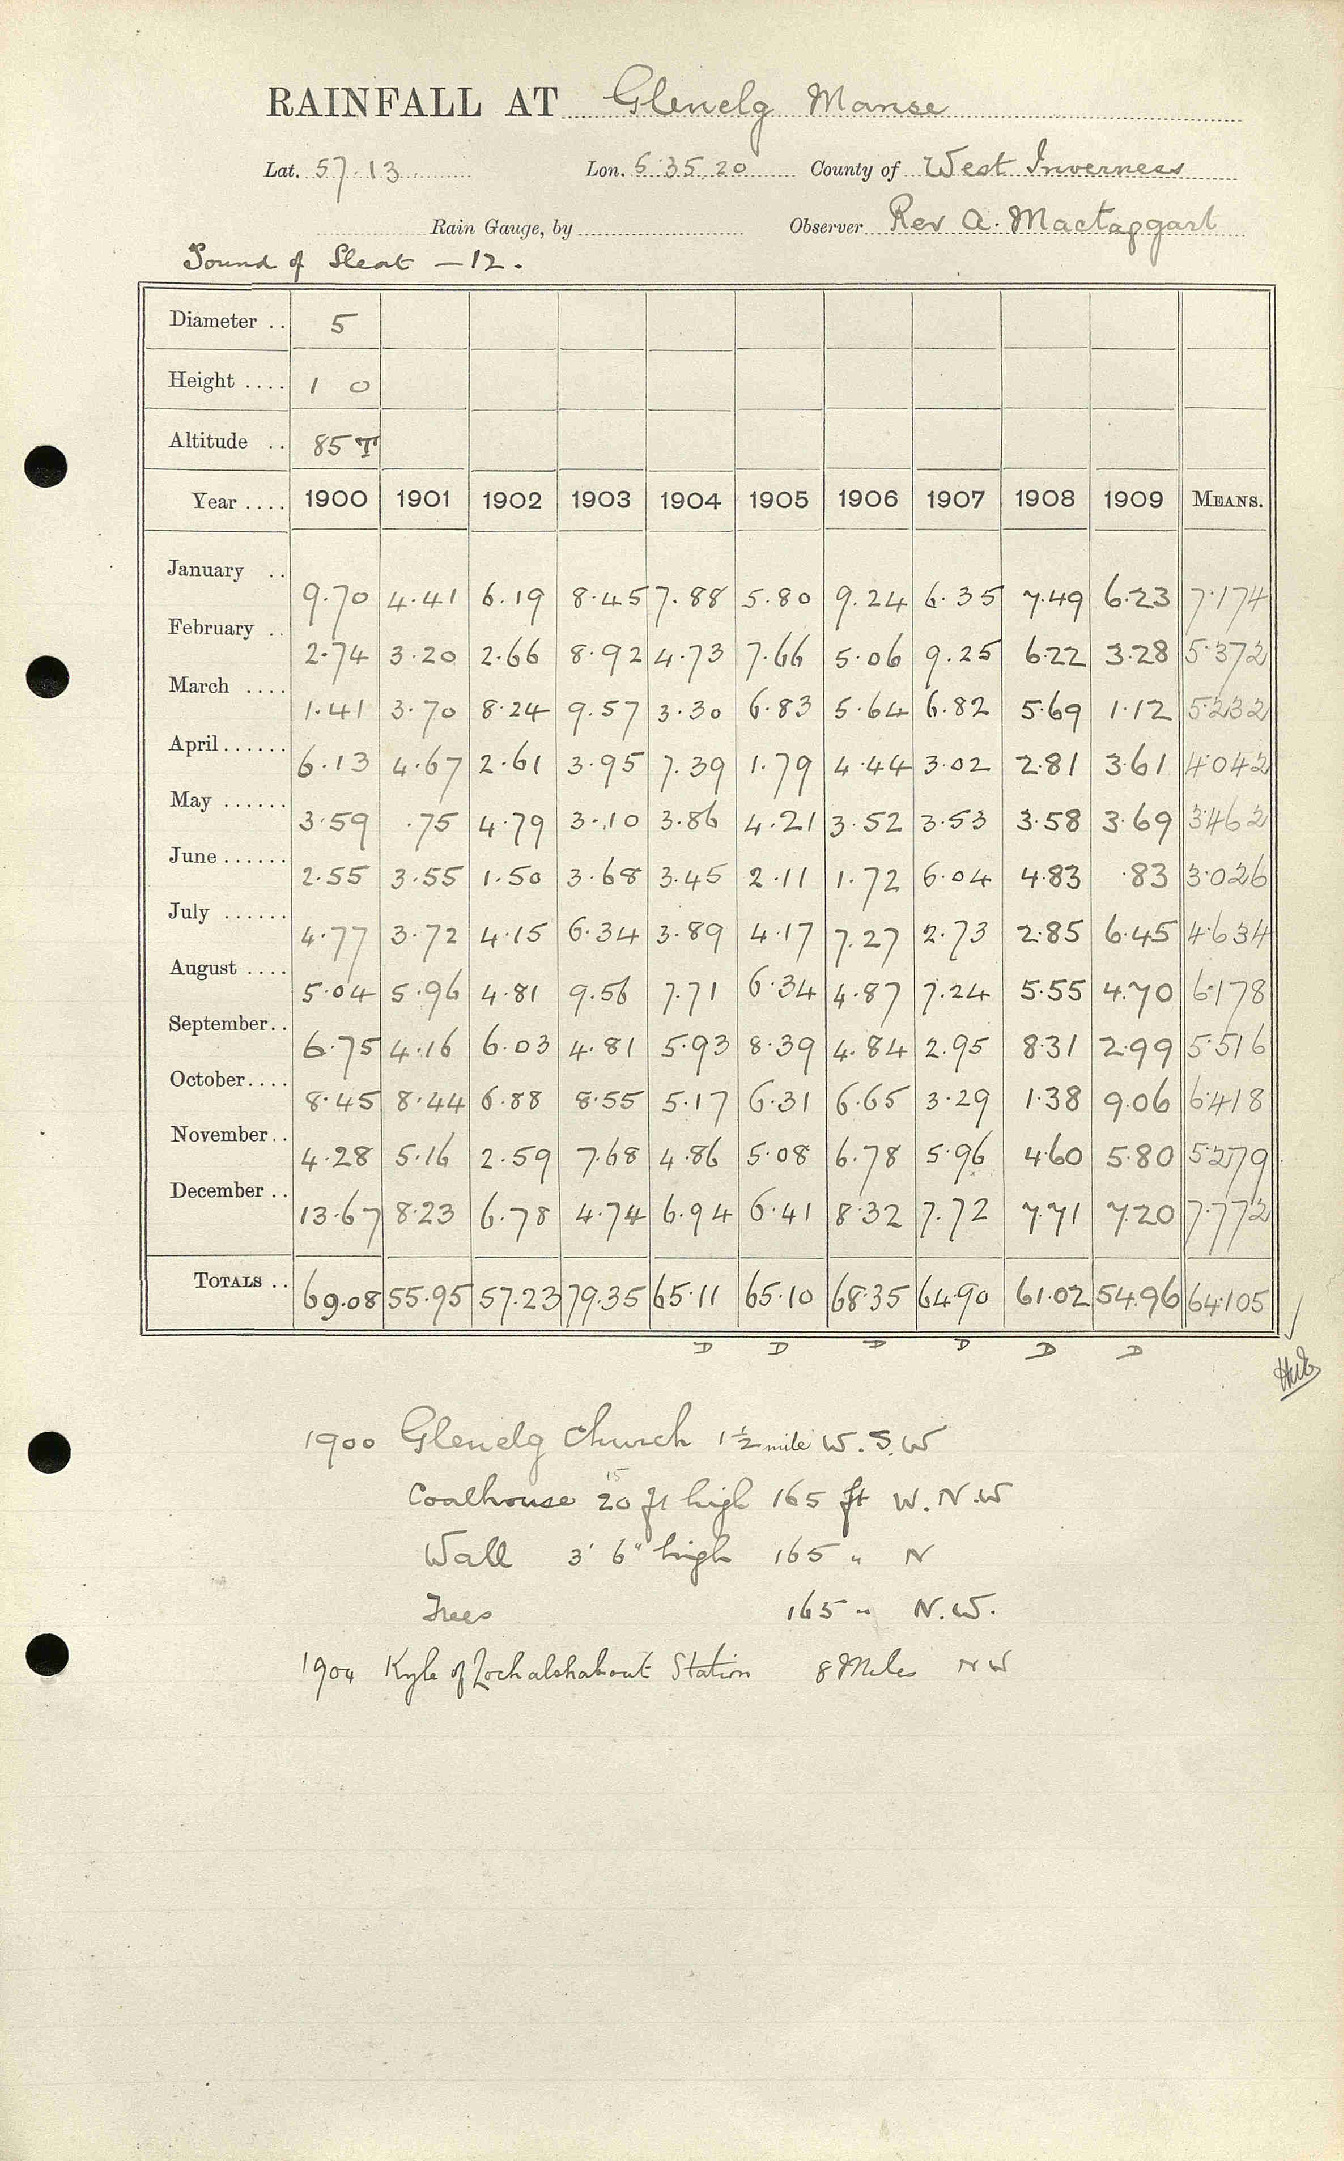 RAINFALL AT Glenelg Manse
Lat. 57.13 Lon. 5.35.20 County of West Inverness
Rain Gauge, by Observer Rev A. Mactapgart
Sound of Sleat — 12.
Diameter .. 5
Height .... 1 0
Altitude .. 85 T
Year .... 1900 1901 1902 1903 1904 1905 1906 1907 1908 1909 MEANS.
January .. 9.70 4.41 6.19 8.45 7.88 5.80 9.24 6.35 7.49 6.23 7.174
February .. 2.74 3.20 2.66 8.92 4.73 7.66 5.06 9.25 6.22 3.28 5.372
March .... 1.41 3.70 8.24 9.57 3.30 6.83 5.64 6.82 5.69 1.12 5.232
April ...... 6.13 4.67 2.61 3.95 7.39 1.79 4.44 3.02 2.81 3.61 4.042
May ...... 3.59 .75 4.79 3.10 3.86 4.21 3.52 3.53 3.58 3.69 3.462
June ...... 2.55 3.55 1.50 3.68 3.45 2.11 1.72 6.04 4.83 .83 3.026
July ...... 4.77 3.72 4.15 6.34 3.89 4.17 7.27 2.73 2.85 6.45 4.634
August .... 5.04 5.96 4.81 9.56 7.71 6.34 4.87 7.24 5.55 4.70 6.178
September .. 6.75 4.16 6.03 4.81 5.93 8.39 4.84 2.95 8.31 2.99 5.516
October .... 8.45 8.44 6.88 8.55 5.17 6.31 6.65 3.29 1.38 9.06 6.418
November .. 4.28 5.16 2.59 7.68 4.86 5.08 6.78 5.96 4.60 5.80 5.279
December .. 13.67 8.23 6.78 4.74 6.94 6.41 8.32 7.72 7.71 7.20 7.772
TOTALS .. 69.08 55.95 57.23 79.35 65.11 65.10 68.35 64.90 61.02 54.96 64.105
D D D D D D
1900 Glenelg Church 1½ mile W.S.W
15
Coalhouse 20 ft high 165 ft W.N.W
Wall 3' 6" high 165 " N
Trees 165 " N.W.
1904 Kyle of Lochalshabout Station 8 Miles NW